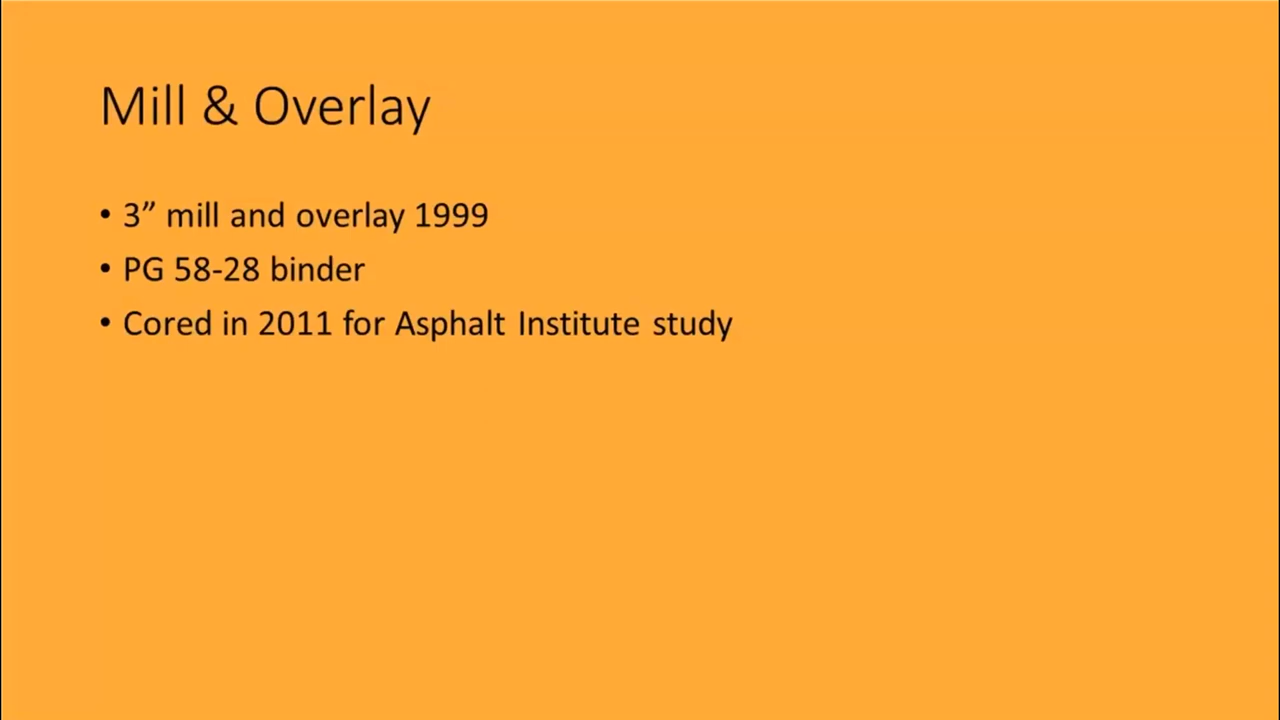 Mill & Overlay
• 3” mill and overlay 1999
• PG 58-28 binder
• Cored in 2011 for Asphalt Institute study